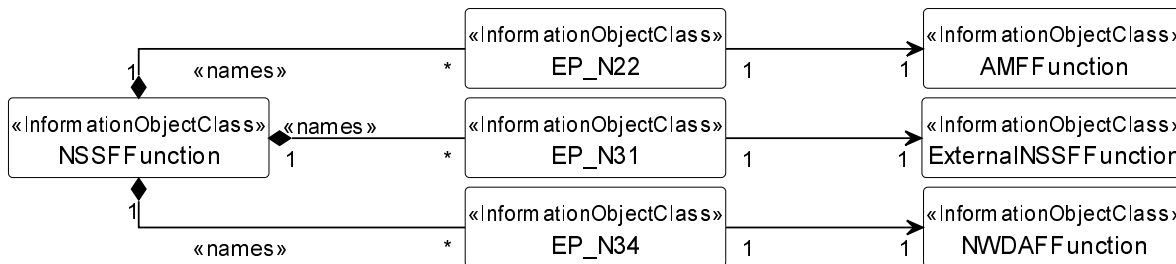 «InformationObjectClass»
EP_N22
«InformationObjectClass»
AMFFunction
1
«names»
*
1
1
«InformationObjectClass»
NSSFFunction
«names»
1
*
«InformationObjectClass»
EP_N31
1
1
«InformationObjectClass»
ExternalNSSFFunction
1
«names»
*
«InformationObjectClass»
EP_N34
1
1
«InformationObjectClass»
NWDAFFunction